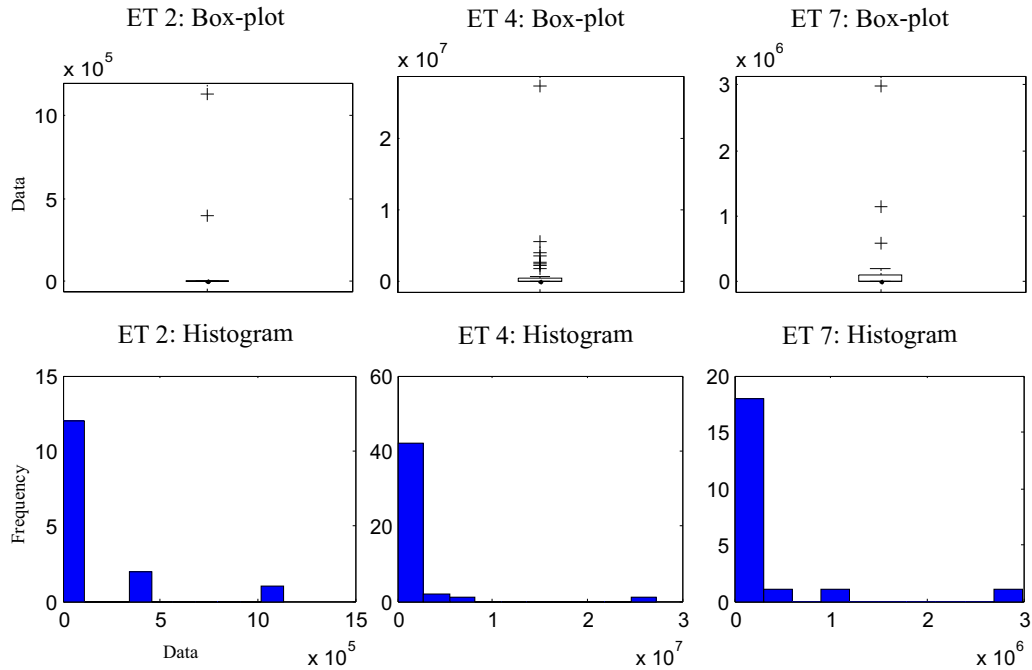 ET 2: Box-plot
ET 4: Box-plot
ET 7: Box-plot
x 10^5
x 10^7
x 10^6
Data
10
5
0
2
1
0
3
2
1
0
ET 2: Histogram
ET 4: Histogram
ET 7: Histogram
Frequency
15
10
5
0
60
40
20
0
20
15
10
5
0
0 5 10 15
0 1 2 3
0 1 2 3
Data
x 10^5
x 10^7
x 10^6